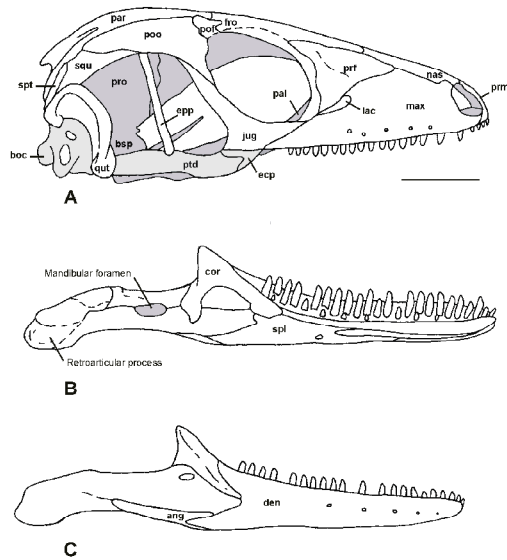 par
fro
pof
poo
squ
prf
nas
spt
pro
prm
pal
epp
lac
max
boc
bsp
jug
qut
ptd
ecp
A
Mandibular foramen
cor
spl
Retroarticular process
B
den
ang
C